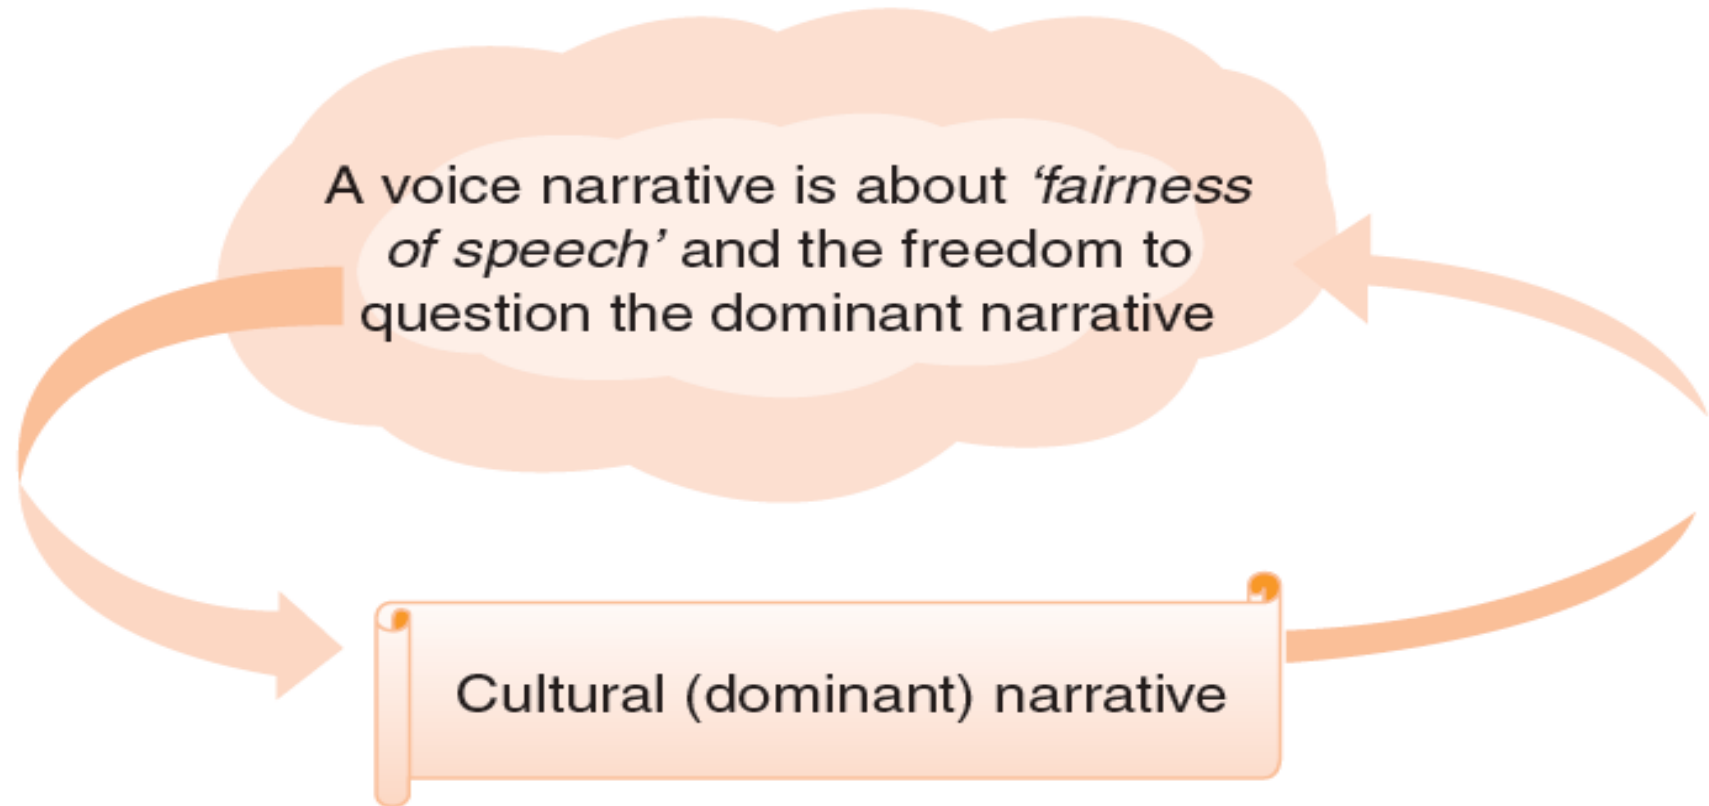 A voice narrative is about ‘fairness
of speech’ and the freedom to
question the dominant narrative
Cultural (dominant) narrative